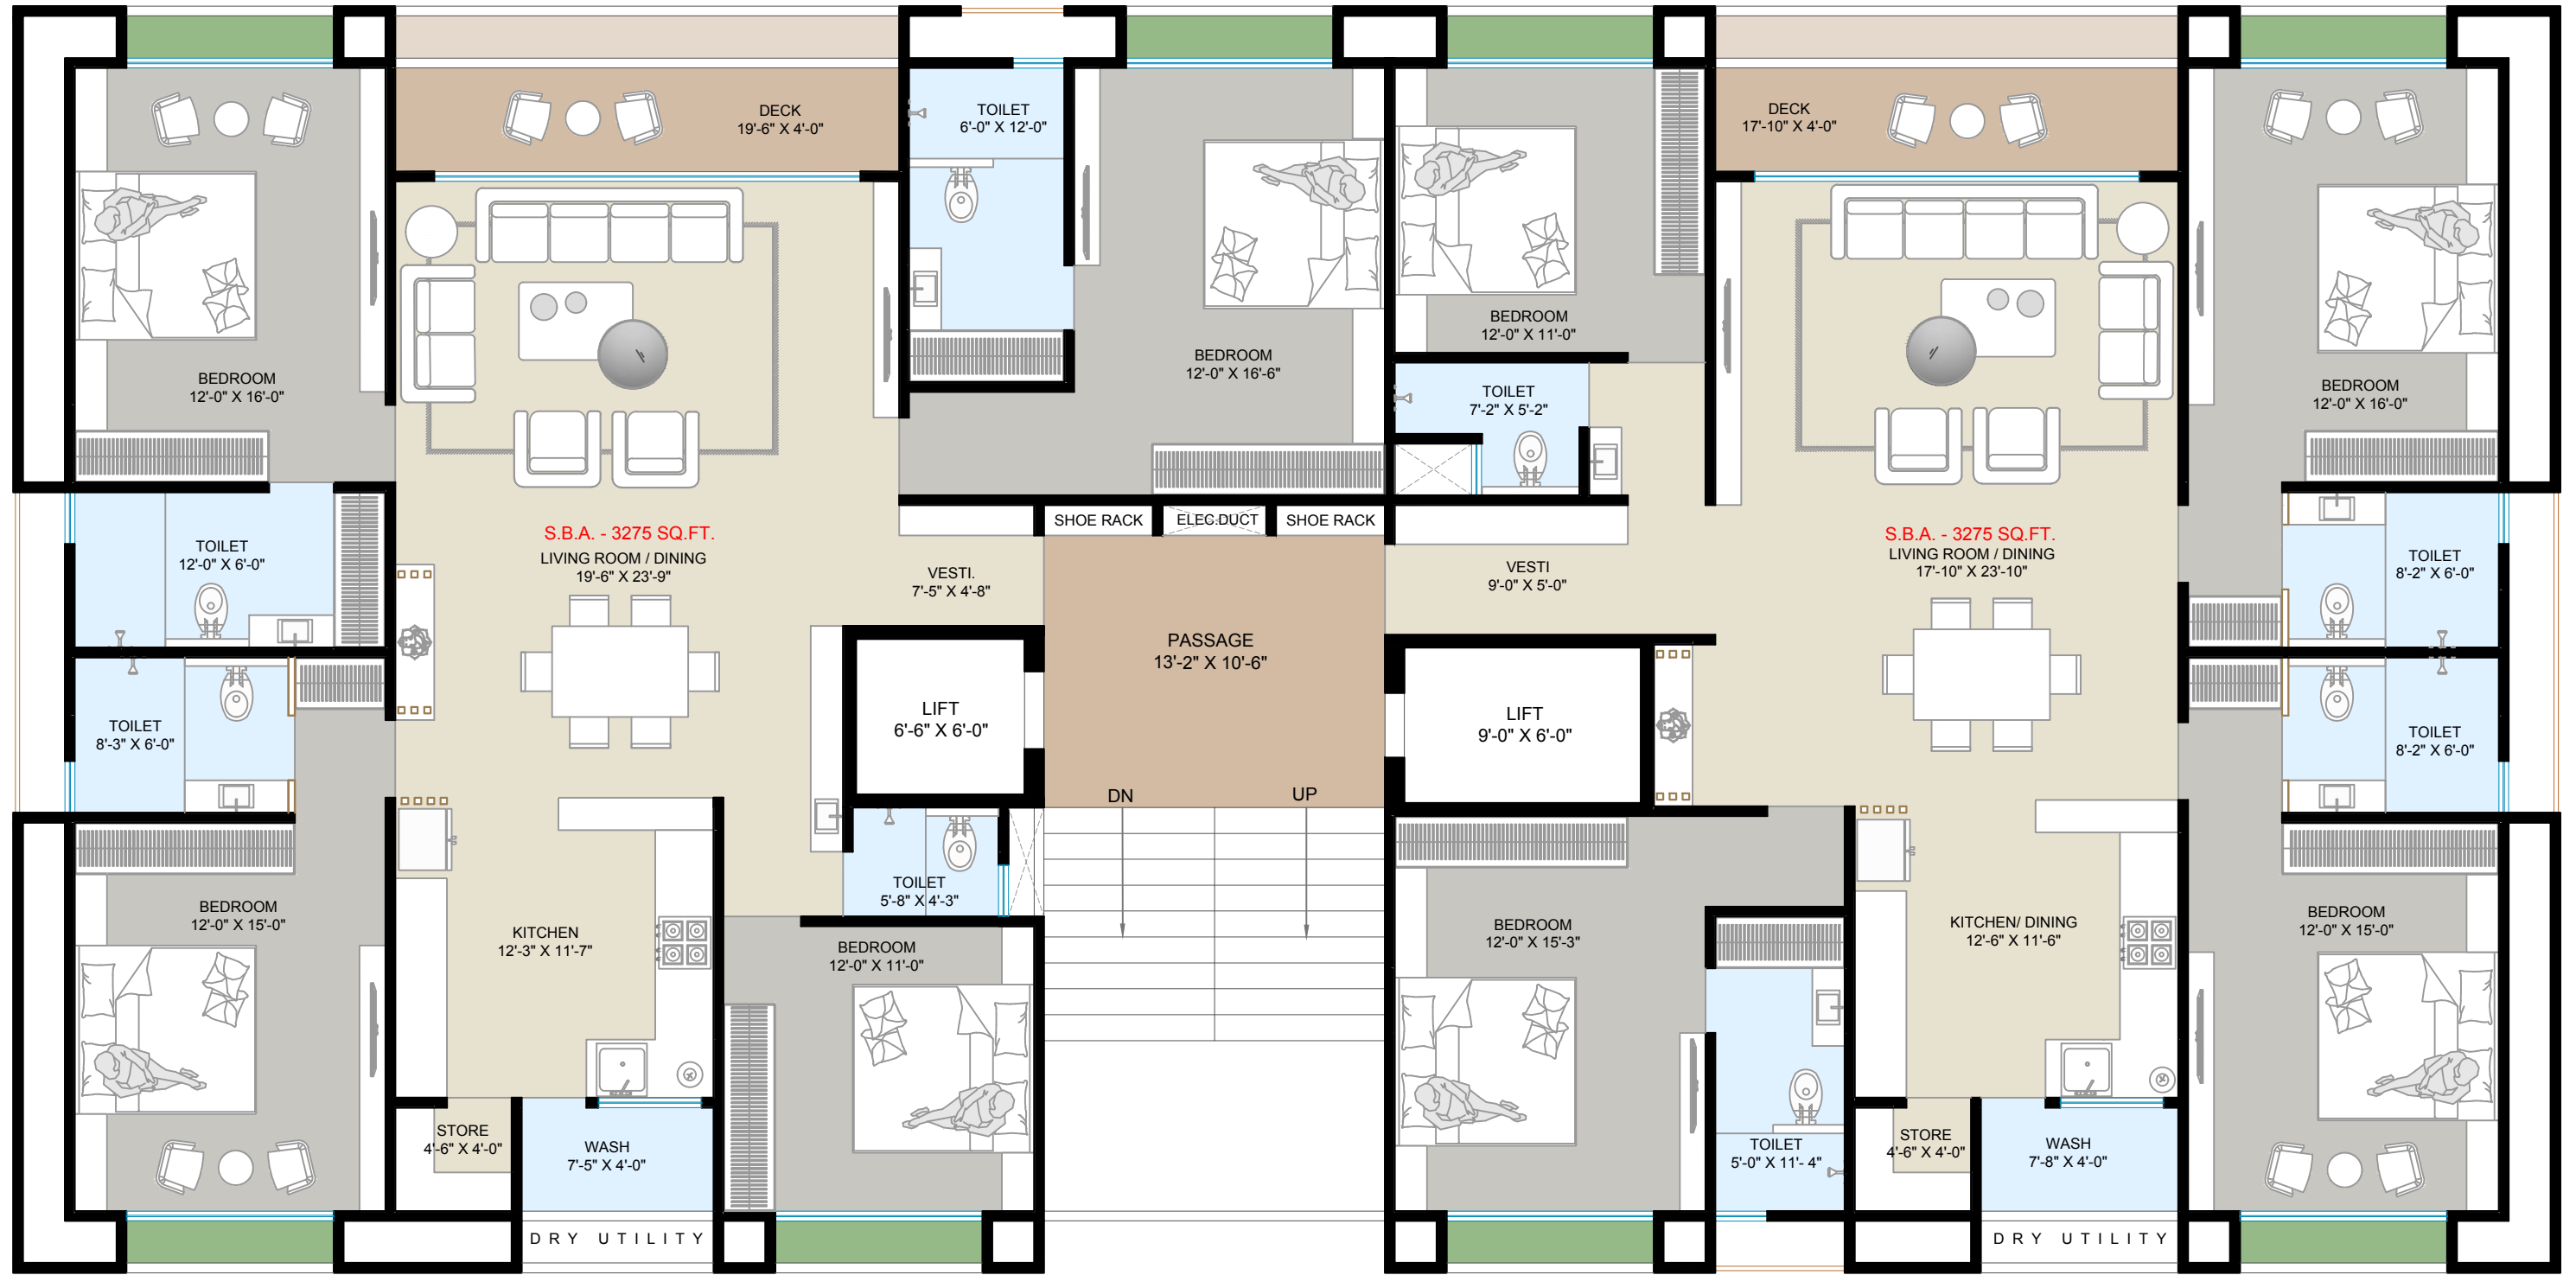 DECK
19'-6" X 4'-0"
TOILET
6'-0" X 12'-0"
DECK
17'-10" X 4'-0"
BEDROOM
12'-0" X 16'-0"
BEDROOM
12'-0" X 16'-6"
BEDROOM
12'-0" X 11'-0"
TOILET
7'-2" X 5'-2"
BEDROOM
12'-0" X 16'-0"
SHOE RACK
ELEC.DUCT
SHOE RACK
S.B.A. - 3275 SQ.FT.
LIVING ROOM / DINING
19'-6" X 23'-9"
S.B.A. - 3275 SQ.FT.
LIVING ROOM / DINING
17'-10" X 23'-10"
TOILET
12'-0" X 6'-0"
VESTI.
7'-5" X 4'-8"
VESTI
9'-0" X 5'-0"
TOILET
8'-2" X 6'-0"
PASSAGE
13'-2" X 10'-6"
TOILET
8'-3" X 6'-0"
LIFT
6'-6" X 6'-0"
LIFT
9'-0" X 6'-0"
TOILET
8'-2" X 6'-0"
DN
UP
TOILET
5'-8" X 4'-3"
BEDROOM
12'-0" X 15'-0"
KITCHEN
12'-3" X 11'-7"
BEDROOM
12'-0" X 11'-0"
BEDROOM
12'-0" X 15'-3"
KITCHEN/ DINING
12'-6" X 11'-6"
BEDROOM
12'-0" X 15'-0"
STORE
4'-6" X 4'-0"
WASH
7'-5" X 4'-0"
TOILET
5'-0" X 11'- 4"
STORE
4'-6" X 4'-0"
WASH
7'-8" X 4'-0"
DRY UTILITY
DRY UTILITY